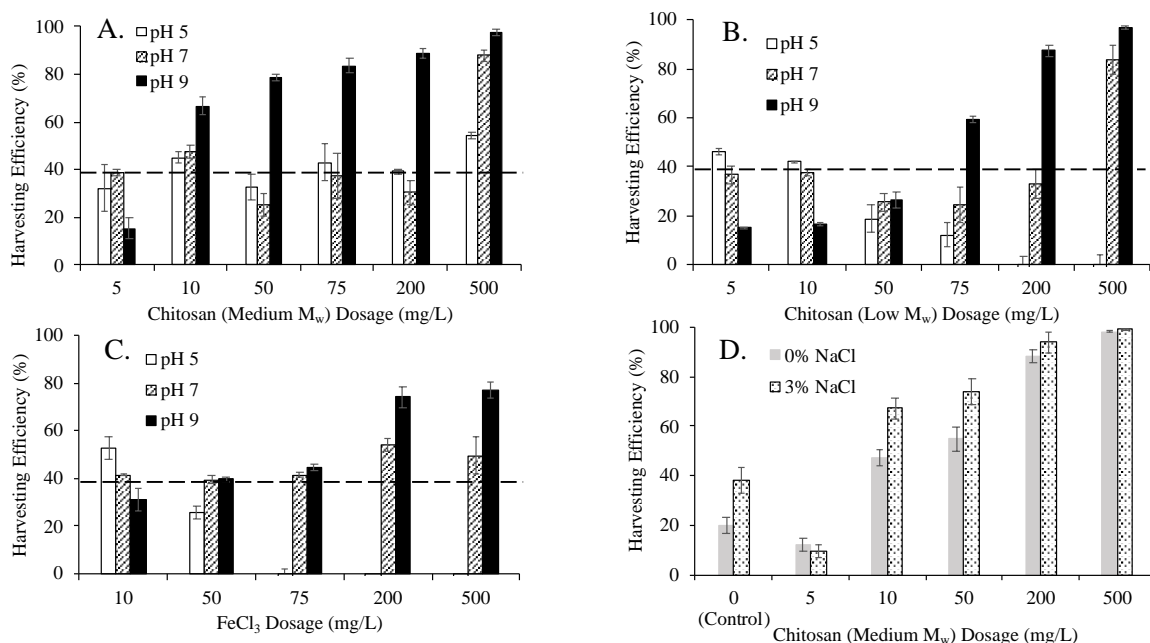 A.
pH 5
pH 7
pH 9
Harvesting Efficiency (%)
100
80
60
40
20
0
5 10 50 75 200 500
Chitosan (Medium Mw) Dosage (mg/L)
B.
pH 5
pH 7
pH 9
Harvesting Efficiency (%)
100
80
60
40
20
0
5 10 50 75 200 500
Chitosan (Low Mw) Dosage (mg/L)
C.
pH 5
pH 7
pH 9
Harvesting Efficiency (%)
100
80
60
40
20
0
10 50 75 200 500
FeCl3 Dosage (mg/L)
D.
0% NaCl
3% NaCl
Harvesting Efficiency (%)
100
80
60
40
20
0
0 5 10 50 200 500
(Control)
Chitosan (Medium Mw) Dosage (mg/L)